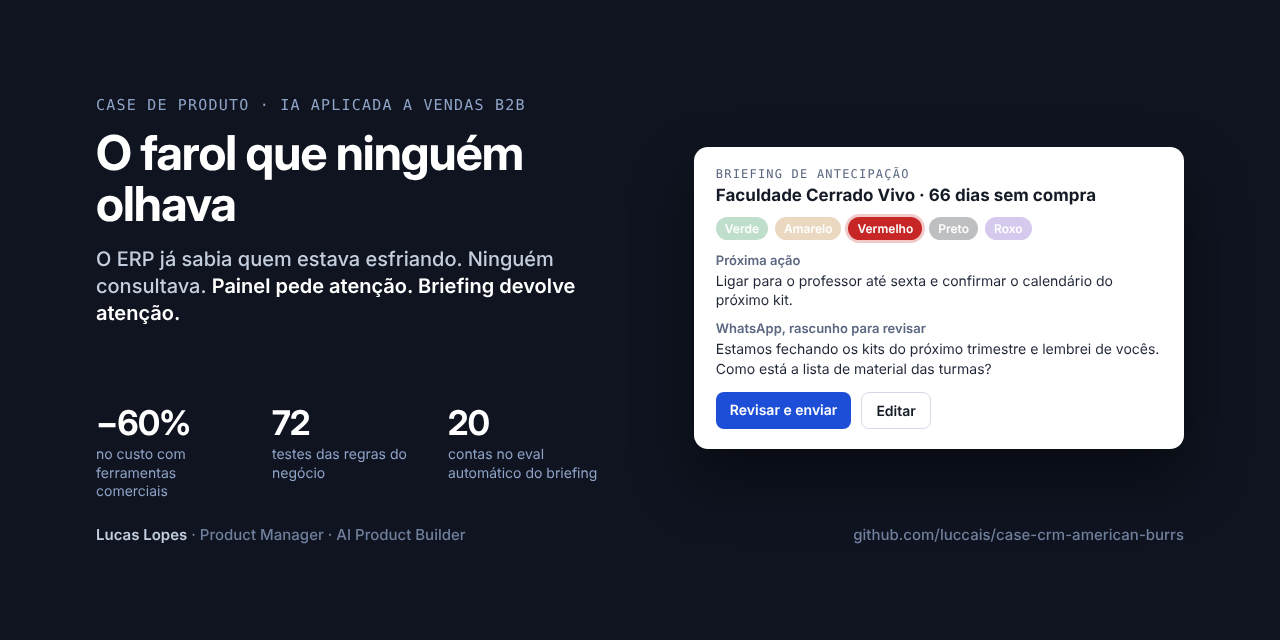 CASE DE PRODUTO · IA APLICADA A VENDAS B2B
O farol que ninguém
olhava
O ERP já sabia quem estava esfriando. Ninguém
consultava. Painel pede atenção. Briefing devolve
atenção.
−60%
no custo com
ferramentas
comerciais
72
testes das regras do
negócio
20
contas no eval
automático do briefing
Lucas Lopes · Product Manager · AI Product Builder
BRIEFING DE ANTECIPAÇÃO
Faculdade Cerrado Vivo · 66 dias sem compra
Verde Amarelo Vermelho Preto Roxo
Próxima ação
Ligar para o professor até sexta e confirmar o calendário do
próximo kit.
WhatsApp, rascunho para revisar
Estamos fechando os kits do próximo trimestre e lembrei de vocês.
Como está a lista de material das turmas?
Revisar e enviar Editar
github.com/luccais/case-crm-american-burrs